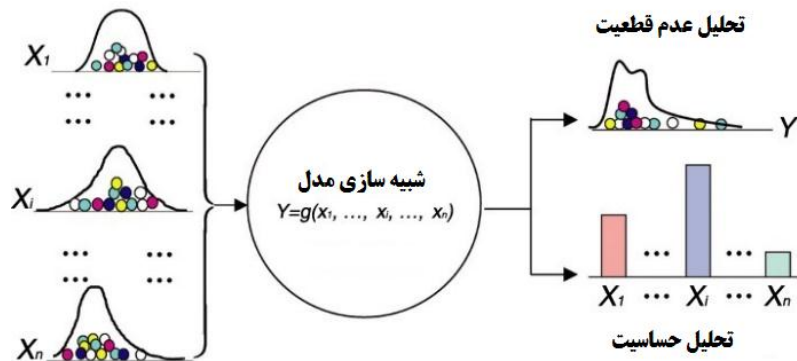 تحلیل عدم قطعیت
X1
... ...
... ...
Xi
... ...
... ...
Xn
شبیه سازی مدل
Y=g(x1, ..., xi, ..., xn)
Y
... ...
X1 ... Xi ... Xn
تحلیل حساسیت